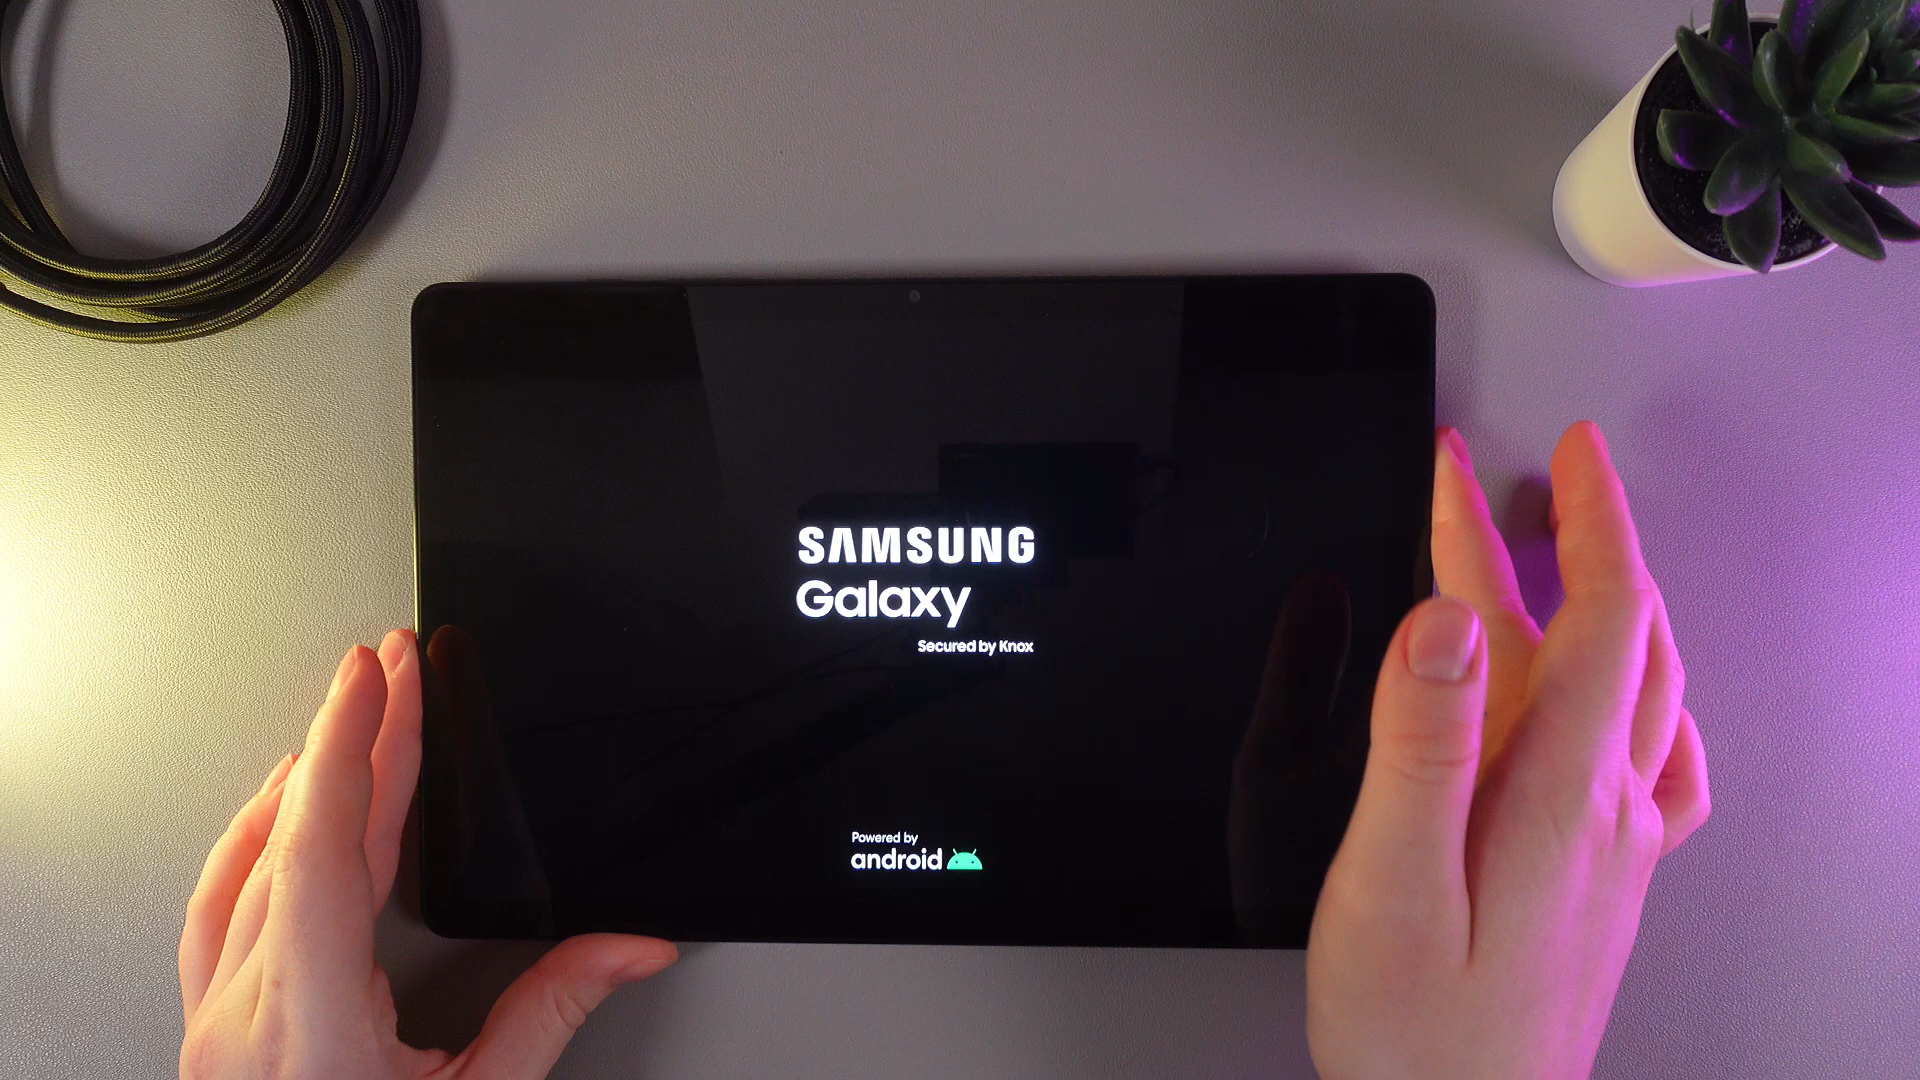 SAMSUNG
Galaxy
Secured by Knox
Powered by
android